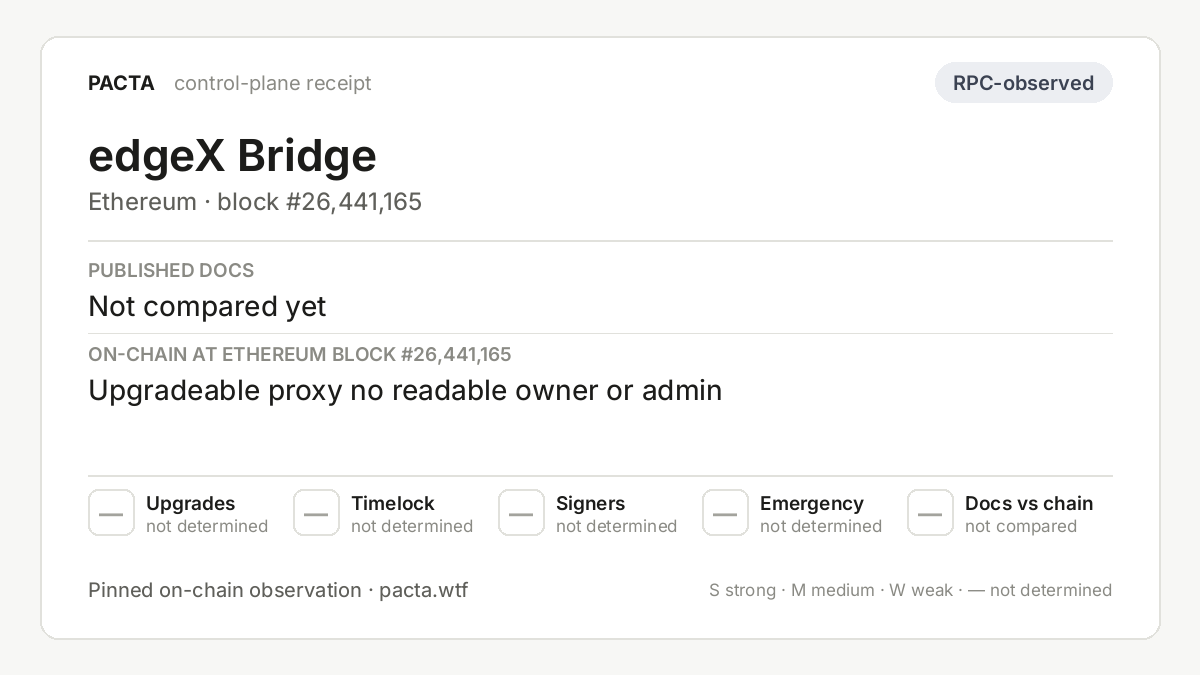 PACTA control-plane receipt RPC-observed
edgeX Bridge
Ethereum · block #26,441,165
PUBLISHED DOCS
Not compared yet
ON-CHAIN AT ETHEREUM BLOCK #26,441,165
Upgradeable proxy no readable owner or admin
— Upgrades not determined
— Timelock not determined
— Signers not determined
— Emergency not determined
— Docs vs chain not compared
Pinned on-chain observation · pacta.wtf
S strong · M medium · W weak · — not determined